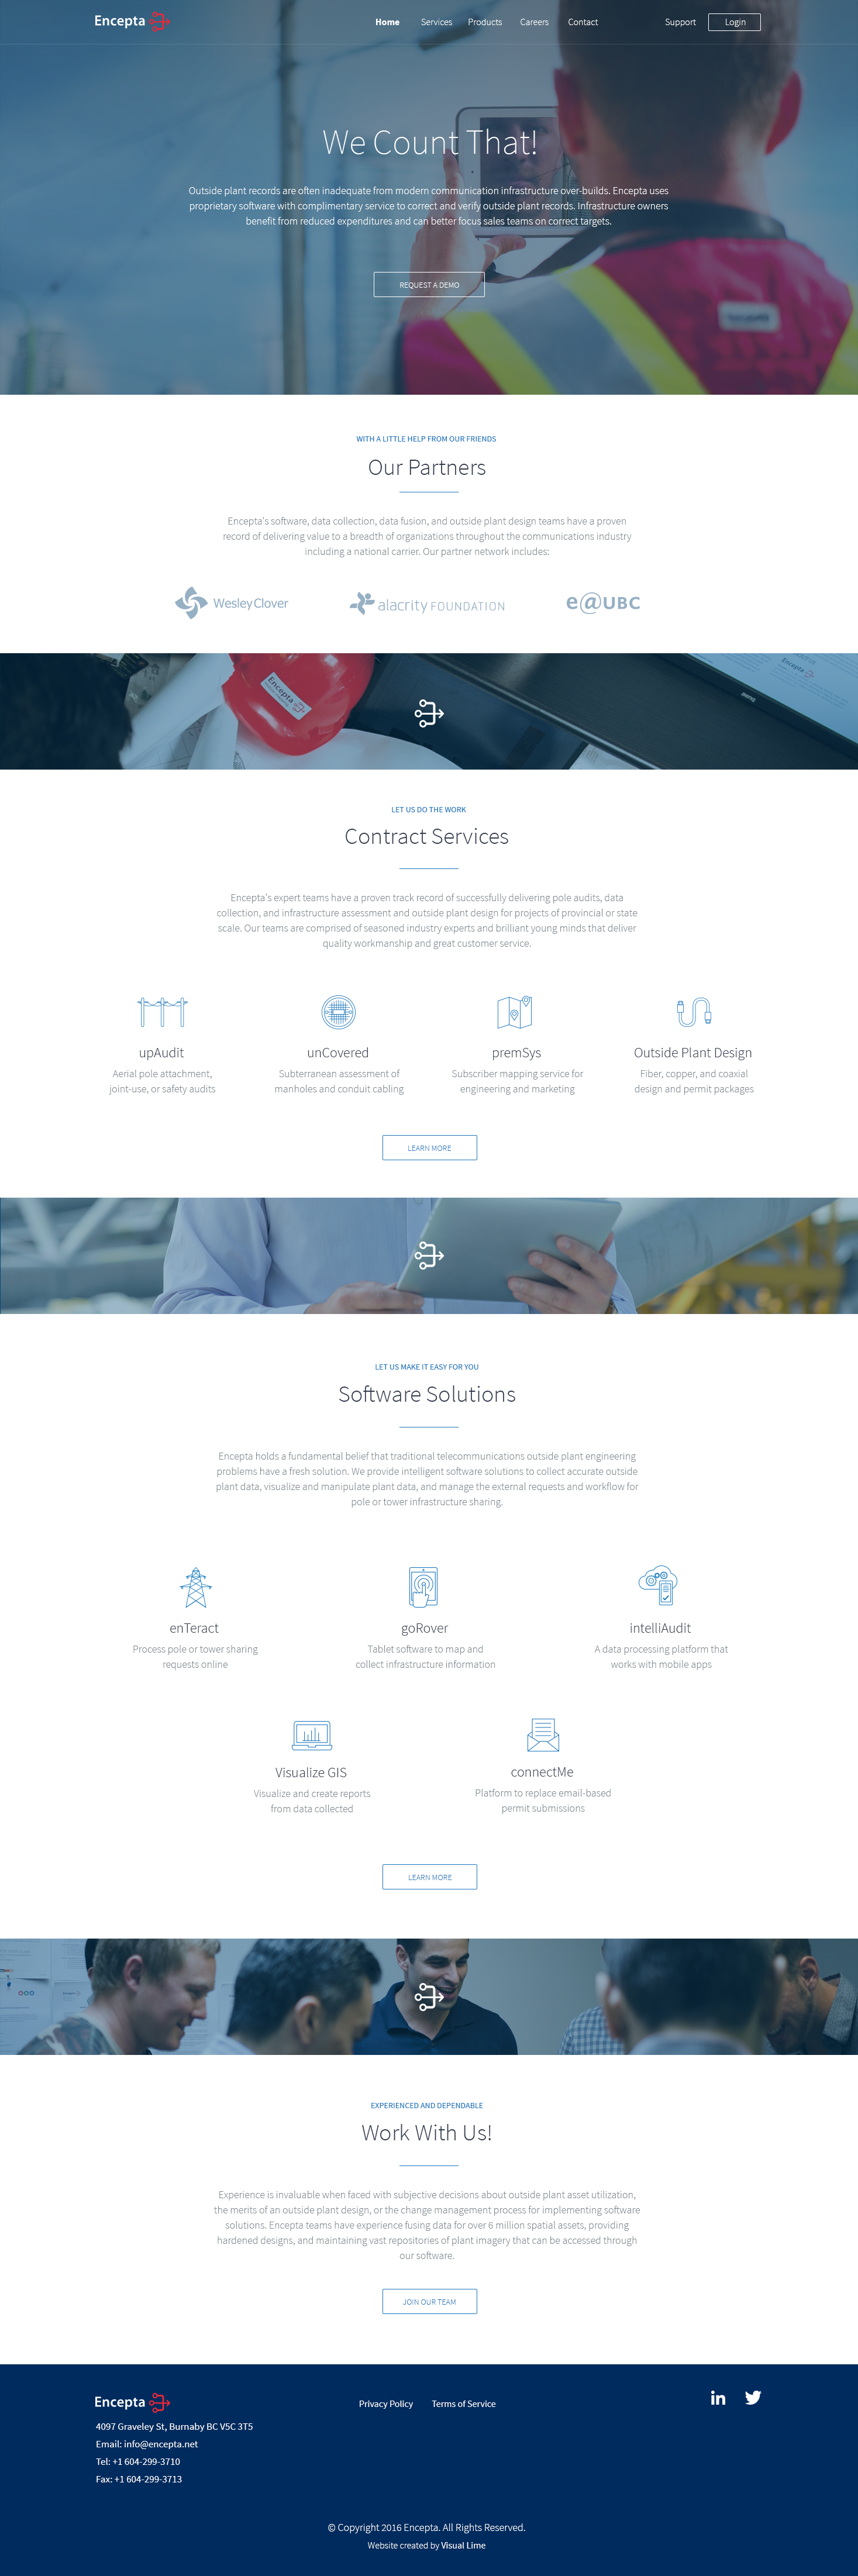 Encepta
Home Services Products Careers Contact Support Login
We Count That!
Outside plant records are often inadequate from modern communication infrastructure over-builds. Encepta uses
proprietary software with complimentary service to correct and verify outside plant records. Infrastructure owners
benefit from reduced expenditures and can better focus sales teams on correct targets.
REQUEST A DEMO
WITH A LITTLE HELP FROM OUR FRIENDS
Our Partners
Encepta's software, data collection, data fusion, and outside plant design teams have a proven
record of delivering value to a breadth of organizations throughout the communications industry
including a national carrier. Our partner network includes:
Wesley Clover
alacrity FOUNDATION
e@UBC
Encepta
LET US DO THE WORK
Contract Services
Encepta's expert teams have a proven track record of successfully delivering pole audits, data
collection, and infrastructure assessment and outside plant design for projects of provincial or state
scale. Our teams are comprised of seasoned industry experts and brilliant young minds that deliver
quality workmanship and great customer service.
upAudit
Aerial pole attachment,
joint-use, or safety audits
unCovered
Subterranean assessment of
manholes and conduit cabling
premSys
Subscriber mapping service for
engineering and marketing
Outside Plant Design
Fiber, copper, and coaxial
design and permit packages
LEARN MORE
LET US MAKE IT EASY FOR YOU
Software Solutions
Encepta holds a fundamental belief that traditional telecommunications outside plant engineering
problems have a fresh solution. We provide intelligent software solutions to collect accurate outside
plant data, visualize and manipulate plant data, and manage the external requests and workflow for
pole or tower infrastructure sharing.
enTeract
Process pole or tower sharing
requests online
goRover
Tablet software to map and
collect infrastructure information
intelliAudit
A data processing platform that
works with mobile apps
Visualize GIS
Visualize and create reports
from data collected
connectMe
Platform to replace email-based
permit submissions
LEARN MORE
EXPERIENCED AND DEPENDABLE
Work With Us!
Experience is invaluable when faced with subjective decisions about outside plant asset utilization,
the merits of an outside plant design, or the change management process for implementing software
solutions. Encepta teams have experience fusing data for over 6 million spatial assets, providing
hardened designs, and maintaining vast repositories of plant imagery that can be accessed through
our software.
JOIN OUR TEAM
Encepta
4097 Graveley St, Burnaby BC V5C 3T5
Email: info@encepta.net
Tel: +1 604-299-3710
Fax: +1 604-299-3713
Privacy Policy Terms of Service
in
© Copyright 2016 Encepta. All Rights Reserved.
Website created by Visual Lime